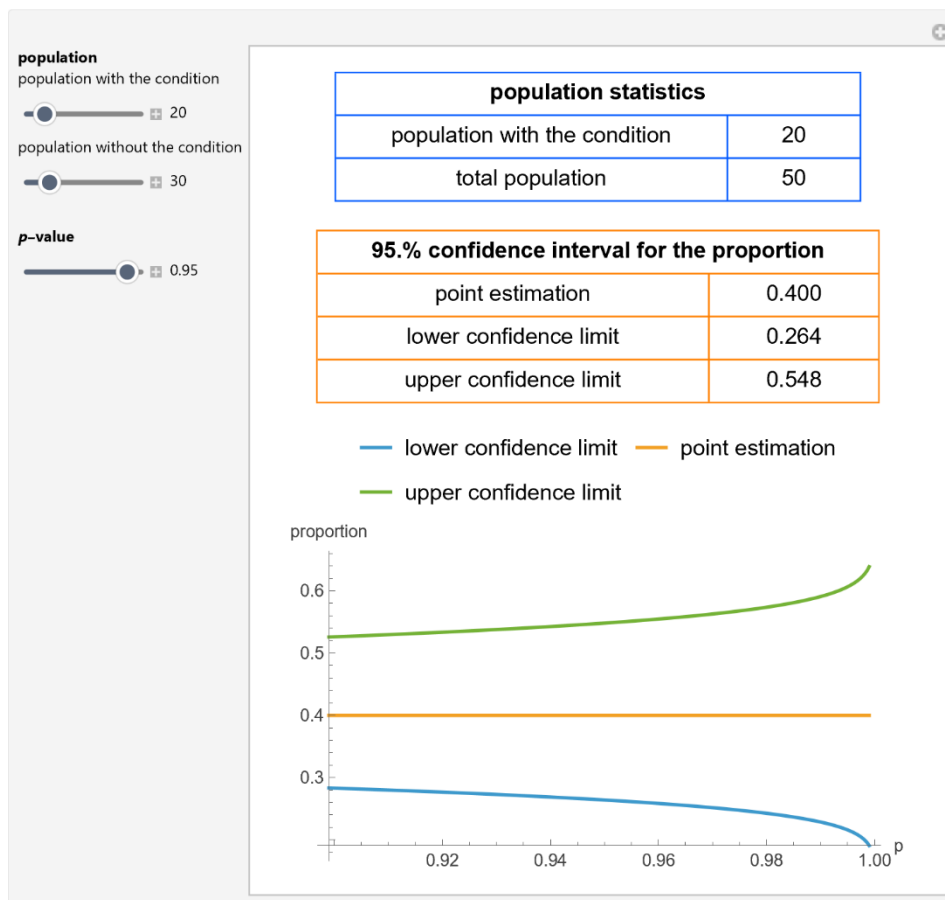 population
population with the condition
20
population without the condition
30
p–value
0.95
population statistics
population with the condition 20
total population 50
95.% confidence interval for the proportion
point estimation 0.400
lower confidence limit 0.264
upper confidence limit 0.548
lower confidence limit point estimation
upper confidence limit
proportion
0.6
0.5
0.4
0.3
0.92 0.94 0.96 0.98 1.00 p